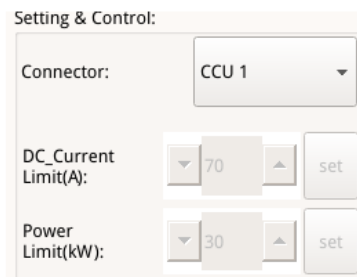 Setting & Control:
Connector:
CCU 1
DC_Current
Limit(A):
70
set
Power
Limit(kW):
30
set